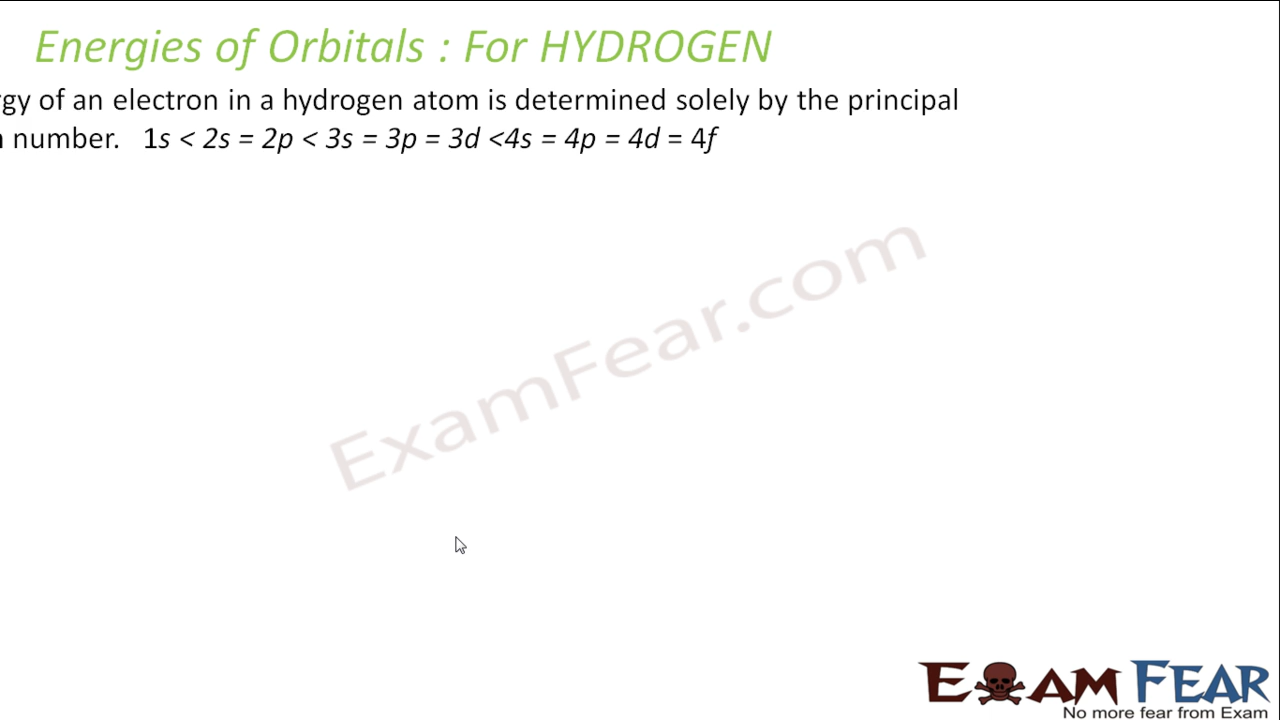 Energies of Orbitals : For HYDROGEN
of an electron in a hydrogen atom is determined solely by the principal
number. 1s < 2s = 2p < 3s = 3p = 3d <4s = 4p = 4d = 4f
ExamFear.com
EXAM FEAR
No more fear from Exam